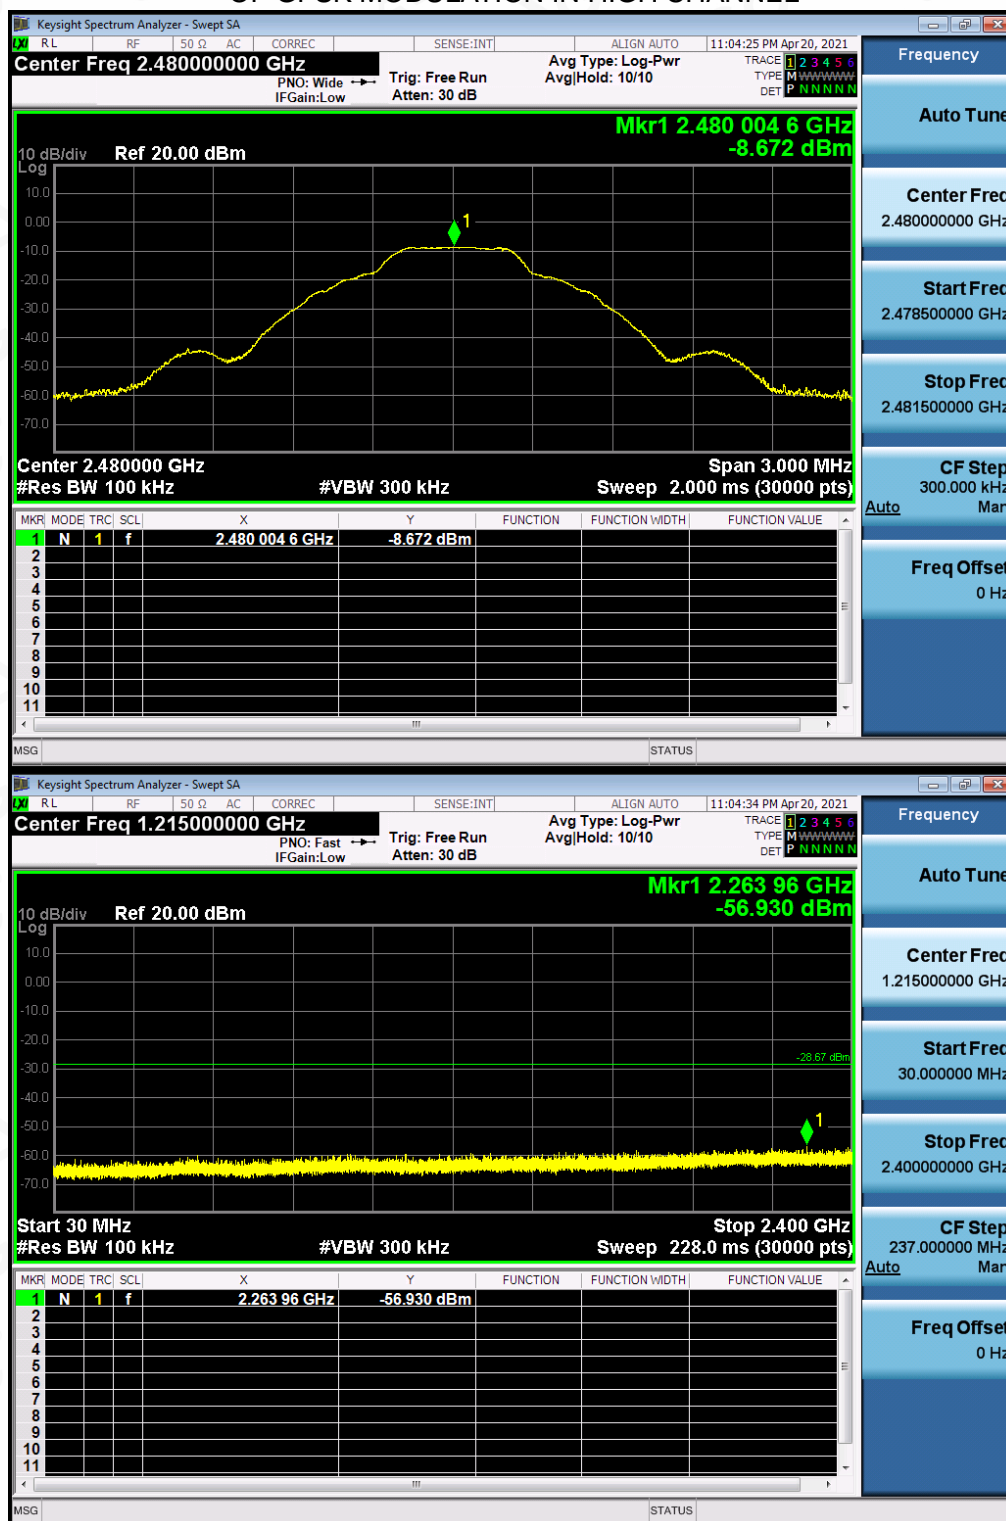 OF GFSK MODULATION IN HIGH CHANNEL
Keysight Spectrum Analyzer - Swept SA
LXI RL RF 50 Ω AC CORREC SENSE:INT ALIGN AUTO 11:04:25 PM Apr 20, 2021
Center Freq 2.480000000 GHz
PNO: Wide
IFGain:Low
Trig: Free Run
Atten: 30 dB
Avg Type: Log-Pwr
Avg|Hold: 10/10
TRACE 1 2 3 4 5 6
TYPE M WWWWW
DET P N N N N N
Mkr1 2.480 004 6 GHz
-8.672 dBm
10 dB/div Ref 20.00 dBm
Log
10.0
0.00
-10.0
-20.0
-30.0
-40.0
-50.0
-60.0
-70.0
1
Center 2.480000 GHz Span 3.000 MHz
#Res BW 100 kHz #VBW 300 kHz Sweep 2.000 ms (30000 pts)
MKR MODE TRC SCL X Y FUNCTION FUNCTION WIDTH FUNCTION VALUE
1 N 1 f 2.480 004 6 GHz -8.672 dBm
2
3
4
5
6
7
8
9
10
11
MSG STATUS
Frequency
Auto Tune
Center Freq
2.480000000 GHz
Start Freq
2.478500000 GHz
Stop Freq
2.481500000 GHz
CF Step
300.000 kHz
Auto Man
Freq Offset
0 Hz
Keysight Spectrum Analyzer - Swept SA
LXI RL RF 50 Ω AC CORREC SENSE:INT ALIGN AUTO 11:04:34 PM Apr 20, 2021
Center Freq 1.215000000 GHz
PNO: Fast
IFGain:Low
Trig: Free Run
Atten: 30 dB
Avg Type: Log-Pwr
Avg|Hold: 10/10
TRACE 1 2 3 4 5 6
TYPE M WWWWW
DET P N N N N N
Mkr1 2.263 96 GHz
-56.930 dBm
10 dB/div Ref 20.00 dBm
Log
10.0
0.00
-10.0
-20.0
-30.0
-40.0
-50.0
-60.0
-70.0
-28.67 dBm
1
Start 30 MHz Stop 2.400 GHz
#Res BW 100 kHz #VBW 300 kHz Sweep 228.0 ms (30000 pts)
MKR MODE TRC SCL X Y FUNCTION FUNCTION WIDTH FUNCTION VALUE
1 N 1 f 2.263 96 GHz -56.930 dBm
2
3
4
5
6
7
8
9
10
11
MSG STATUS
Frequency
Auto Tune
Center Freq
1.215000000 GHz
Start Freq
30.000000 MHz
Stop Freq
2.400000000 GHz
CF Step
237.000000 MHz
Auto Man
Freq Offset
0 Hz